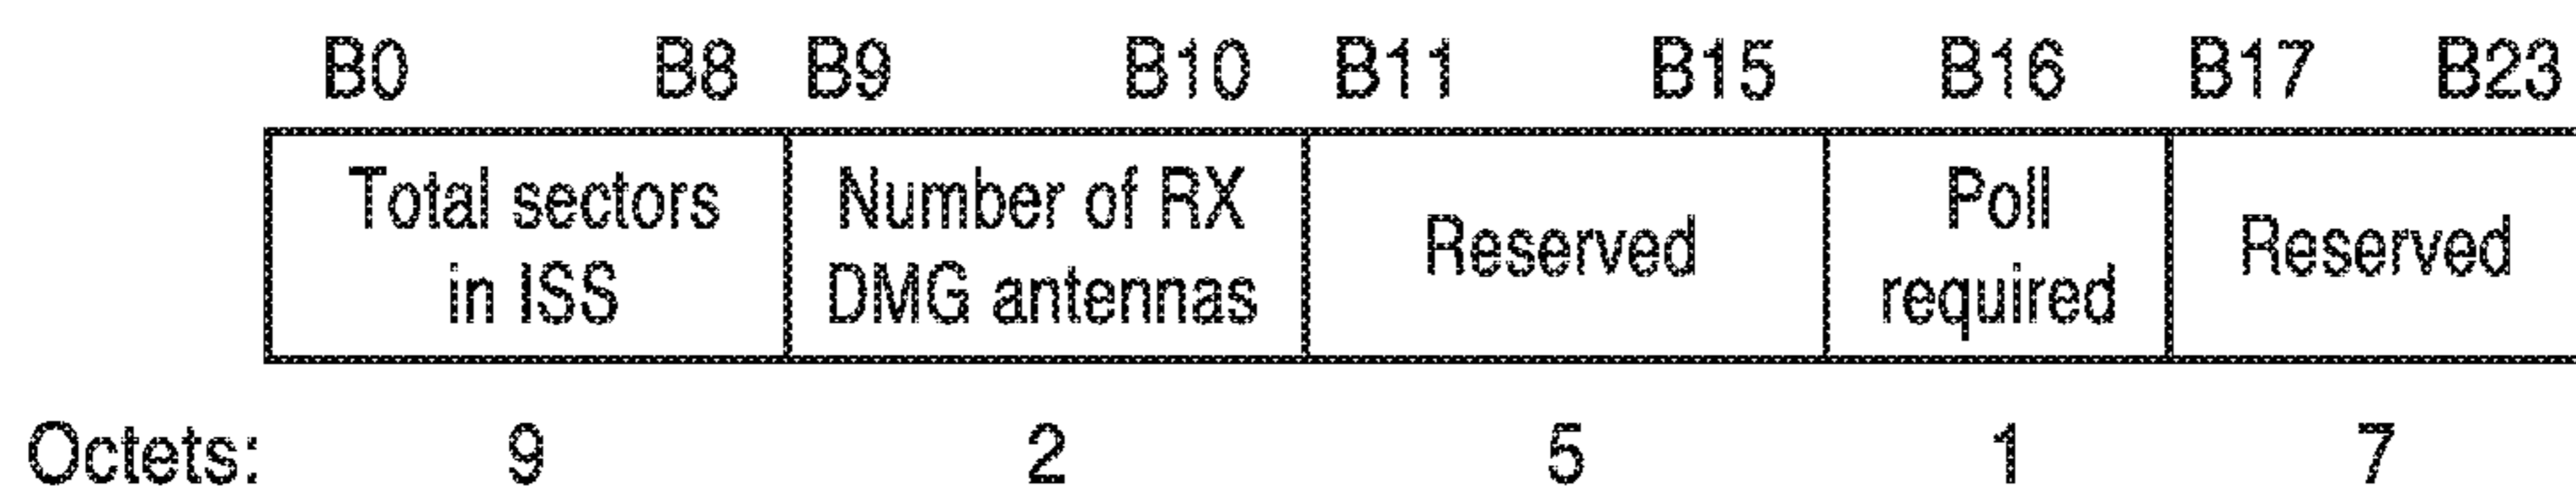 B0 B8 B9 B10 B11 B15 B16 B17 B23
Total sectors in ISS
Number of RX DMG antennas
Reserved
Poll required
Reserved
Octets: 9 2 5 1 7